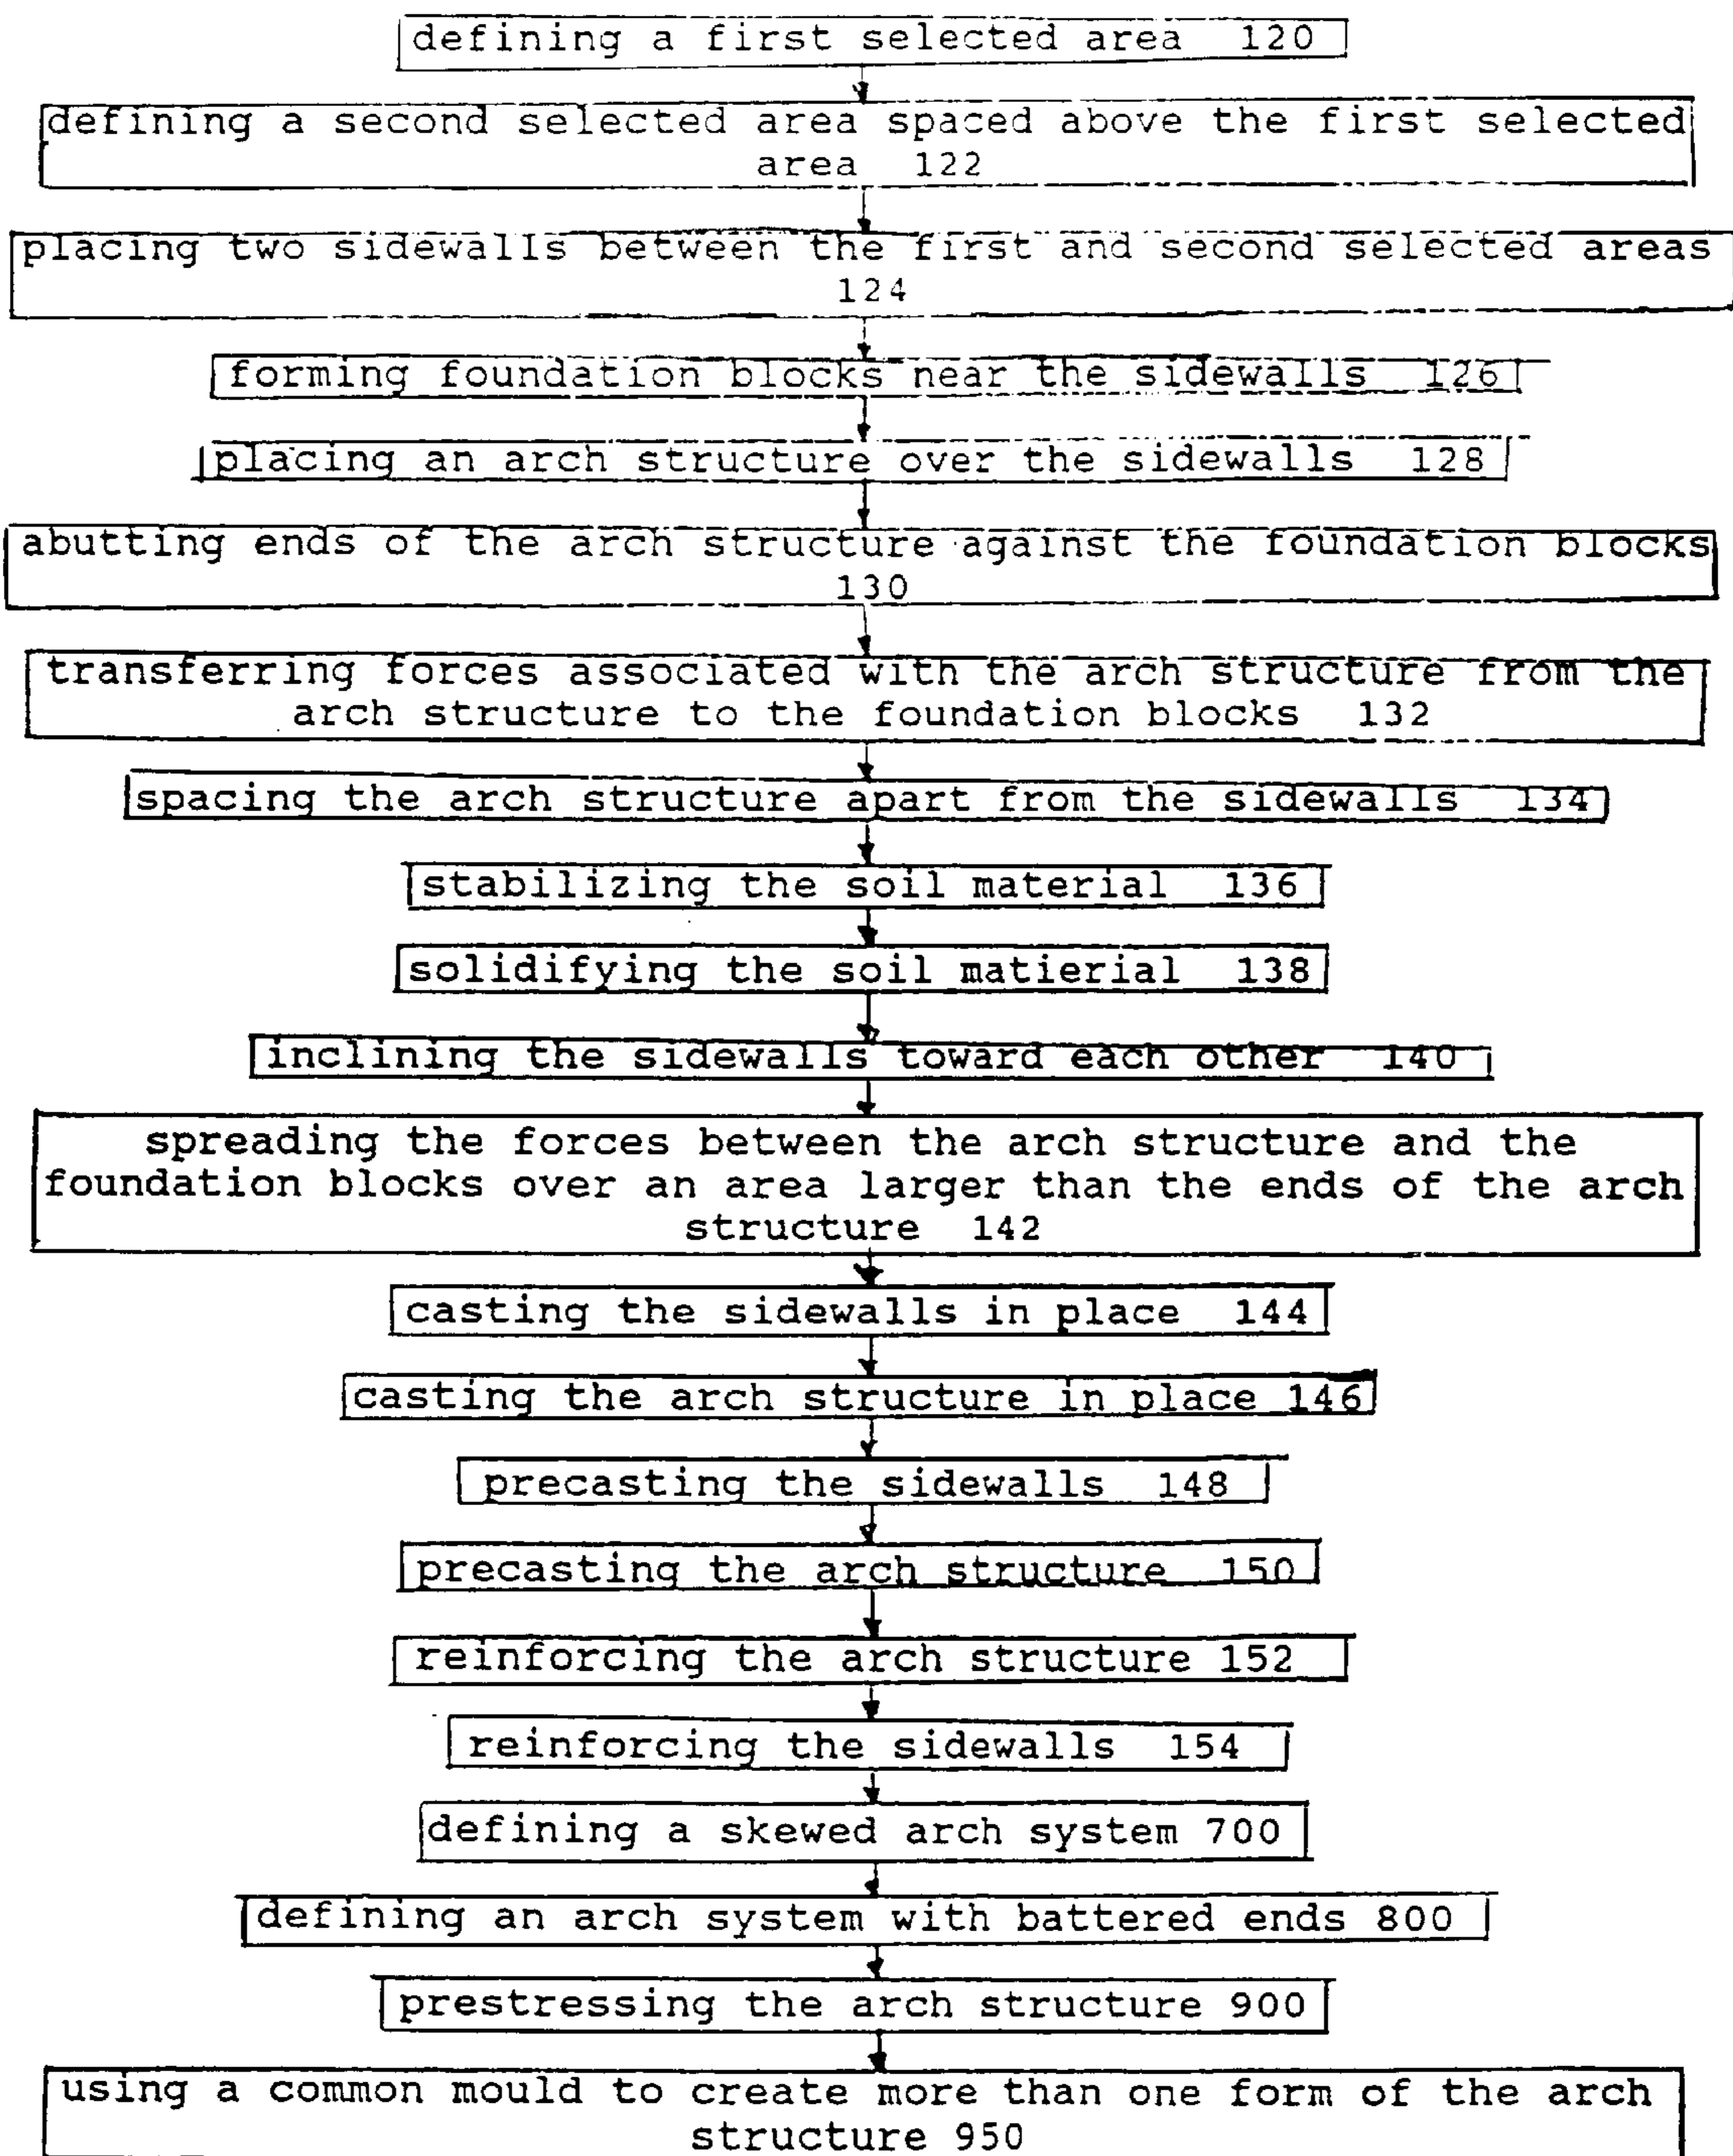 defining a first selected area 120
defining a second selected area spaced above the first selected
area 122
placing two sidewalls between the first and second selected areas
124
forming foundation blocks near the sidewalls 126
placing an arch structure over the sidewalls 128
abutting ends of the arch structure against the foundation blocks
130
transferring forces associated with the arch structure from the
arch structure to the foundation blocks 132
spacing the arch structure apart from the sidewalls 134
stabilizing the soil material 136
solidifying the soil matierial 138
inclining the sidewalls toward each other 140
spreading the forces between the arch structure and the
foundation blocks over an area larger than the ends of the arch
structure 142
casting the sidewalls in place 144
casting the arch structure in place 146
precasting the sidewalls 148
precasting the arch structure 150
reinforcing the arch structure 152
reinforcing the sidewalls 154
defining a skewed arch system 700
defining an arch system with battered ends 800
prestressing the arch structure 900
using a common mould to create more than one form of the arch
structure 950